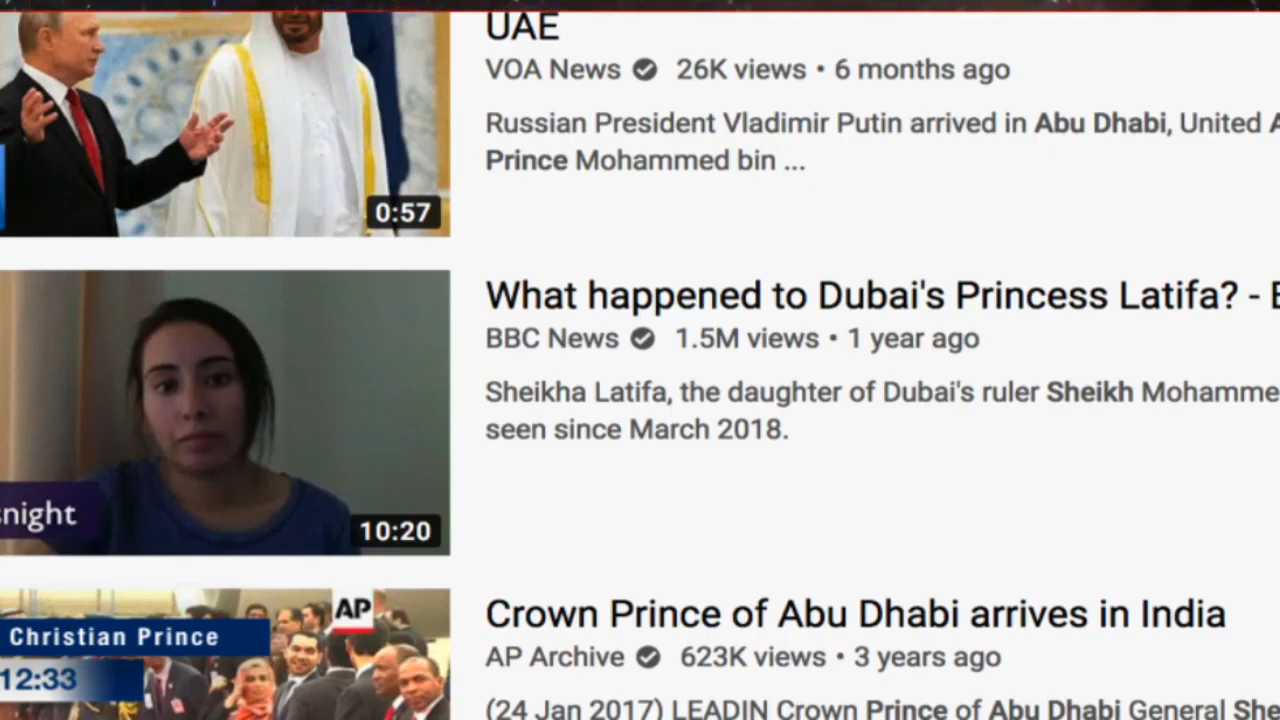 UAE
VOA News 26K views • 6 months ago
Russian President Vladimir Putin arrived in Abu Dhabi, United A
Prince Mohammed bin ...
0:57
What happened to Dubai's Princess Latifa? -
BBC News 1.5M views • 1 year ago
Sheikha Latifa, the daughter of Dubai's ruler Sheikh Mohamme
seen since March 2018.
snight
10:20
AP
Crown Prince of Abu Dhabi arrives in India
Christian Prince
AP Archive 623K views • 3 years ago
12:33
(24 Jan 2017) LEADIN Crown Prince of Abu Dhabi General She